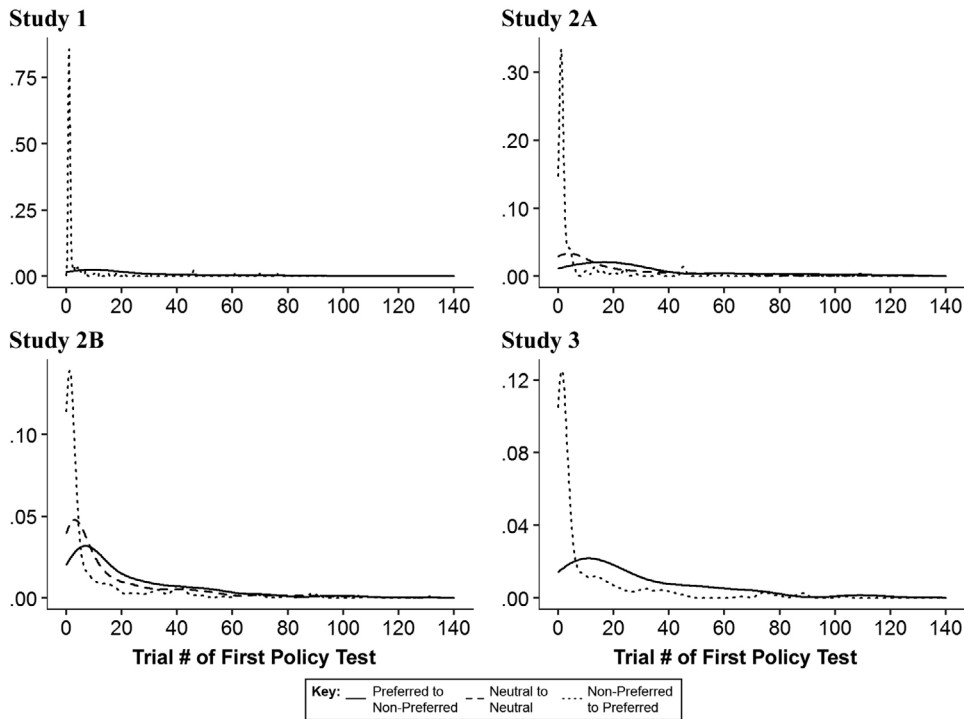 Study 1
.75
.50
.25
.00
0 20 40 60 80 100 120 140
Study 2A
.30
.20
.10
.00
0 20 40 60 80 100 120 140
Study 2B
.10
.05
.00
0 20 40 60 80 100 120 140
Trial # of First Policy Test
Study 3
.12
.08
.04
.00
0 20 40 60 80 100 120 140
Trial # of First Policy Test
Key: Preferred to Neutral to Non-Preferred
Non-Preferred Neutral to Preferred